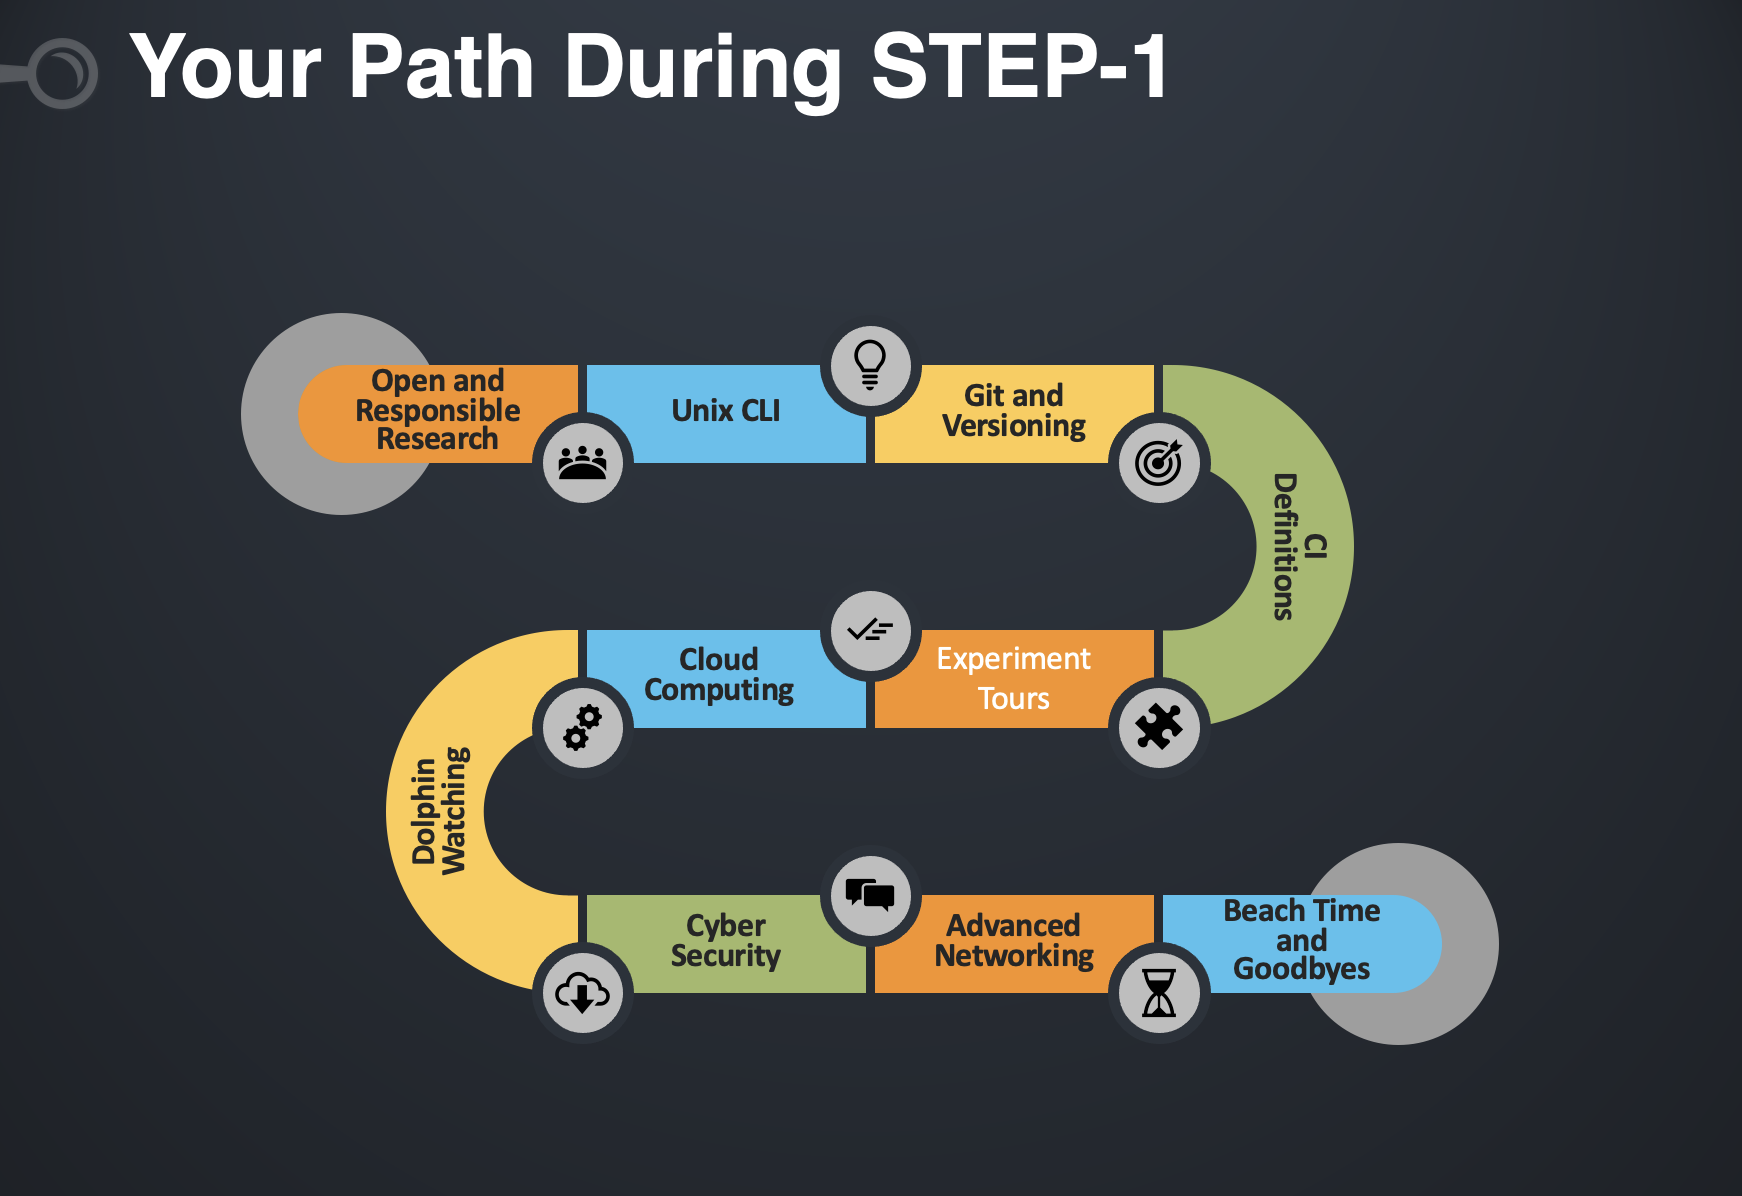 Your Path During STEP-1
Open and
Responsible
Research
Unix CLI
Git and
Versioning
CI
Definitions
Experiment
Tours
Cloud
Computing
Dolphin
Watching
Cyber
Security
Advanced
Networking
Beach Time
and
Goodbyes